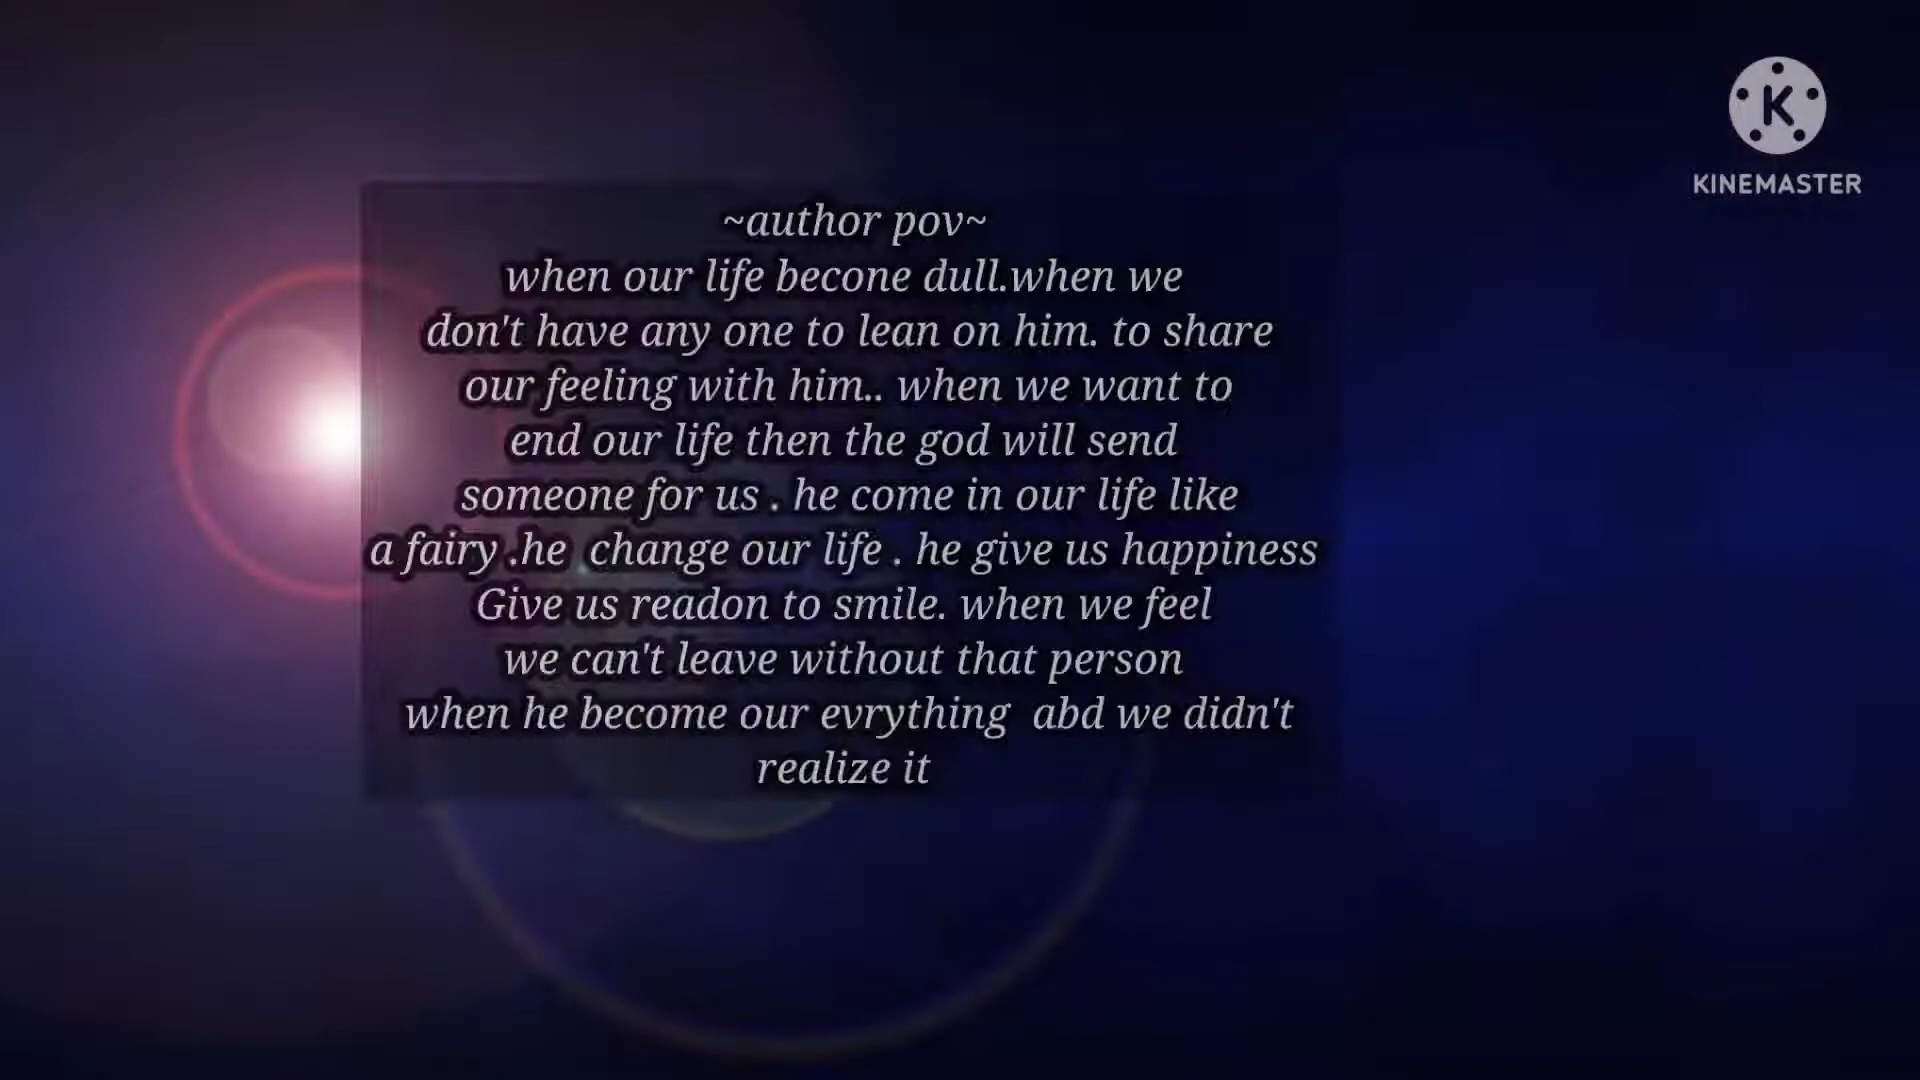 ~author pov~
when our life becone dull.when we
don't have any one to lean on him. to share
our feeling with him.. when we want to
end our life then the god will send
someone for us . he come in our life like
a fairy .he  change our life . he give us happiness
Give us readon to smile. when we feel
we can't leave without that person
when he become our evrything  abd we didn't
realize it
K
KINEMASTER